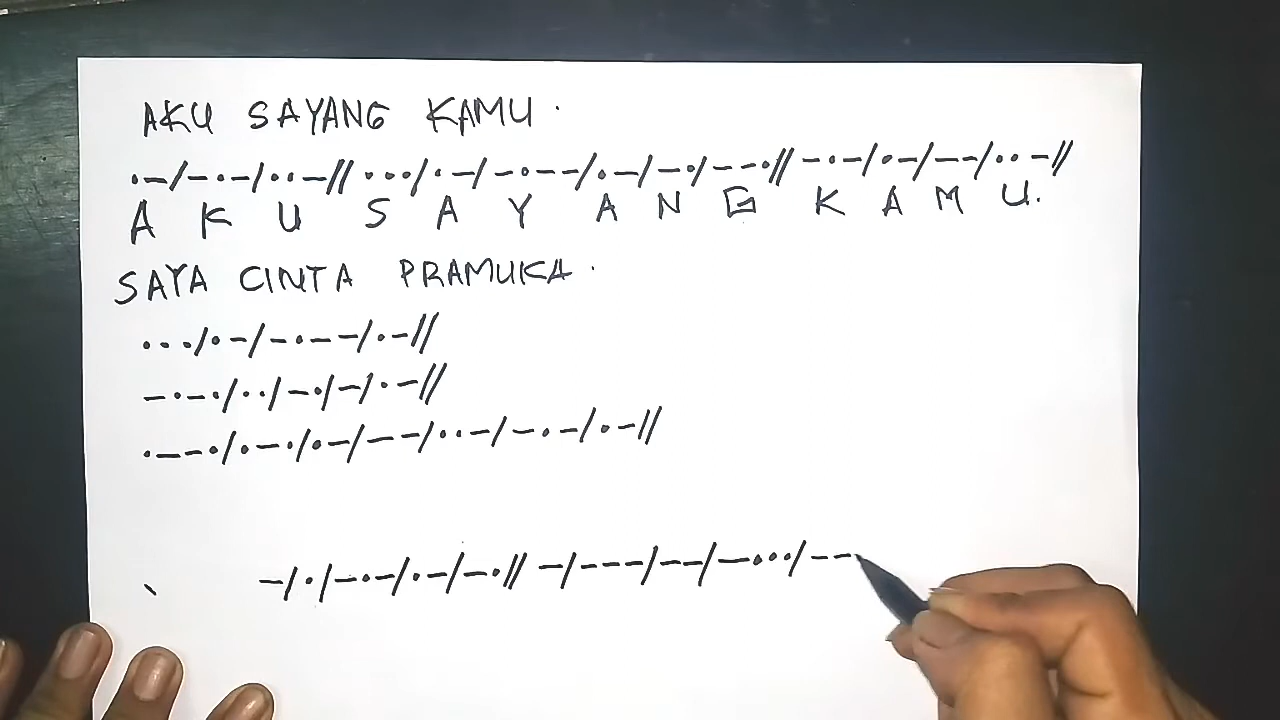 AKU SAYANG KAMU.
.-/-.-/..-// .../.-/-.--/.-/-./--.// -.-/.-/--/..-//
A K U S A Y A N G K A M U.
SAYA CINTA PRAMUKA.
.../.-/-.--/.-//
-.-./../-./-/.-//
.--./.-./.-/--/..-/-.-/.-//
-/./-.-/.-/-.// -/---/--/-.../--